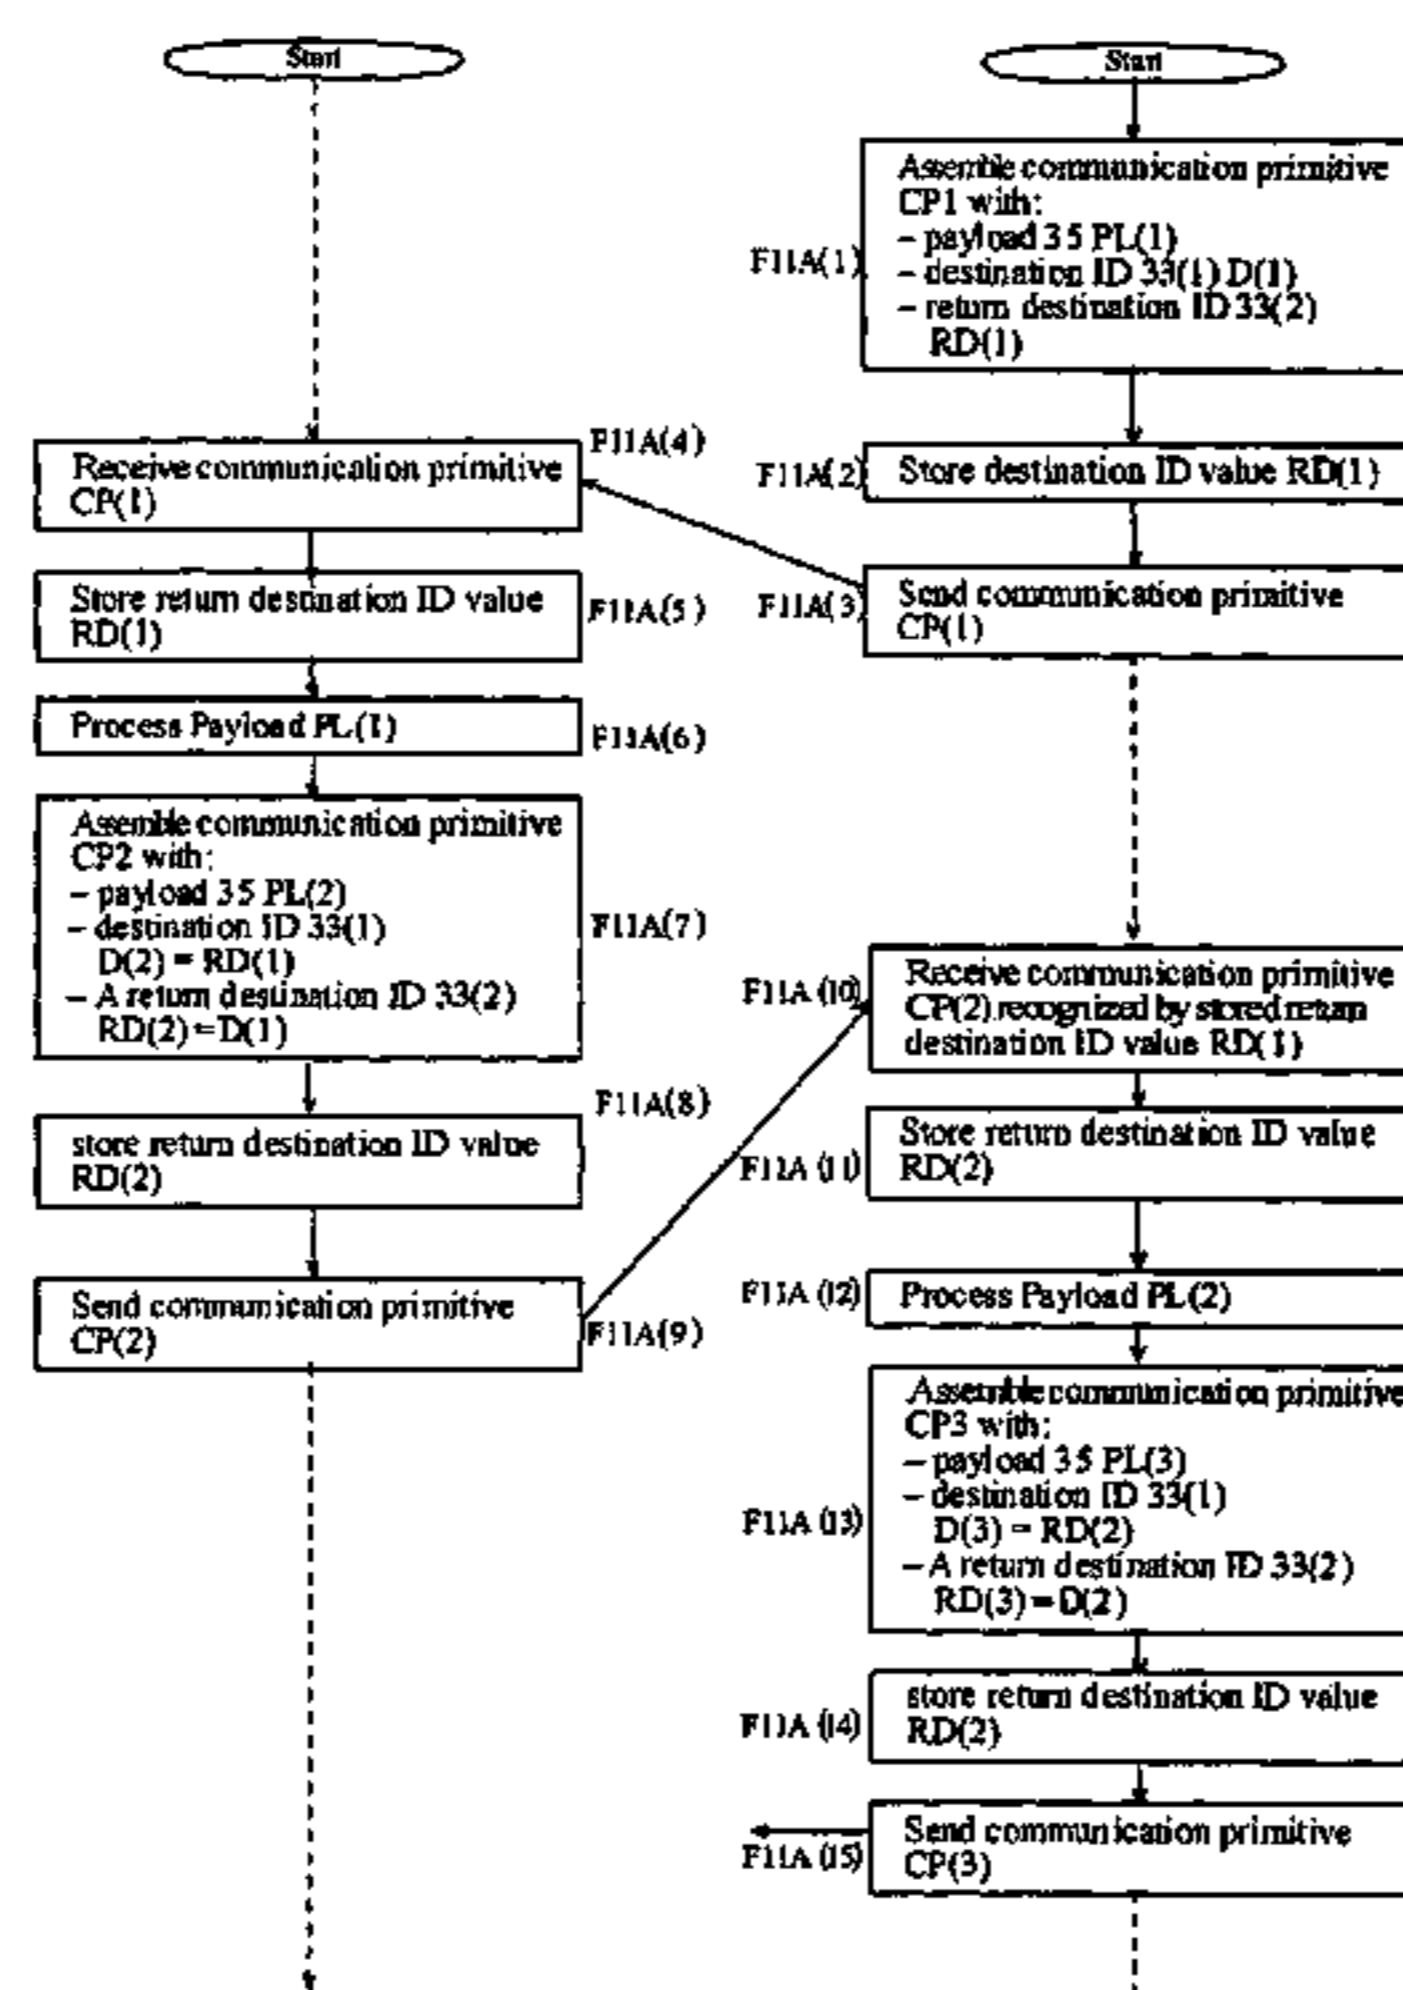 Start
Receive communication primitive
CP(1)
F11A(4)
Store return destination ID value
RD(1)
F11A(5)
Process Payload PL(1)
F11A(6)
Assemble communication primitive
CP2 with:
– payload 35 PL(2)
– destination ID 33(1)
D(2) = RD(1)
– A return destination ID 33(2)
RD(2) = D(1)
F11A(7)
store return destination ID value
RD(2)
F11A(8)
Send communication primitive
CP(2)
F11A(9)
Start
Assemble communication primitive
CP1 with:
– payload 35 PL(1)
– destination ID 33(1) D(1)
– return destination ID 33(2)
RD(1)
F11A(1)
Store destination ID value RD(1)
F11A(2)
Send communication primitive
CP(1)
F11A(3)
Receive communication primitive
CP(2) recognized by stored return
destination ID value RD(1)
F11A (10)
Store return destination ID value
RD(2)
F11A (11)
Process Payload PL(2)
F11A (12)
Assemble communication primitive
CP3 with:
– payload 35 PL(3)
– destination ID 33(1)
D(3) = RD(2)
– A return destination ID 33(2)
RD(3) = D(2)
F11A (13)
store return destination ID value
RD(2)
F11A (14)
Send communication primitive
CP(3)
F11A (15)